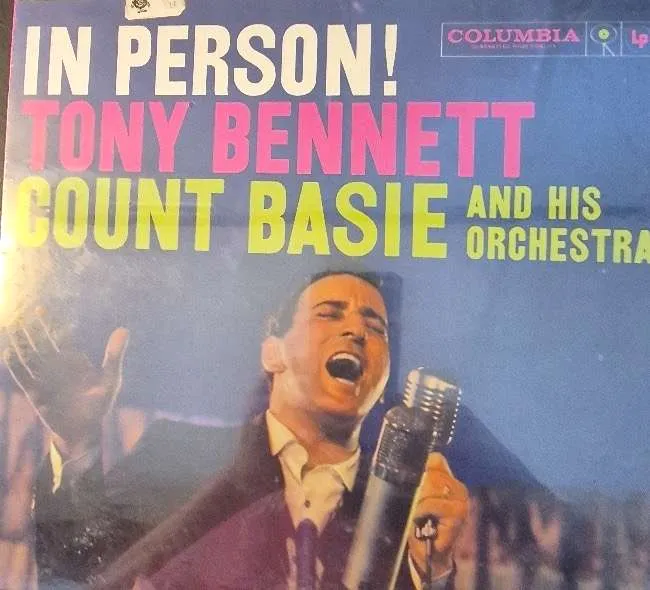 IN PERSON!
COLUMBIA
Lp
TONY BENNETT
COUNT BASIE AND HIS
ORCHESTRA